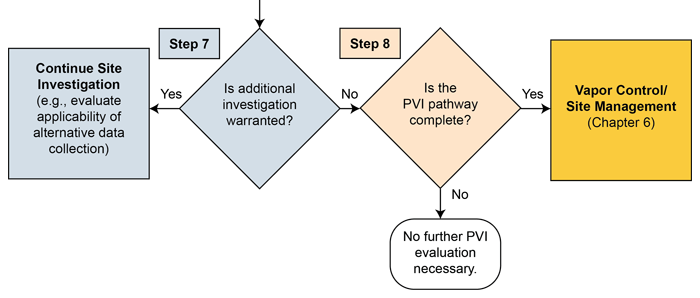 Step 7
Step 8
Continue Site
Investigation
(e.g., evaluate
applicability of
alternative data
collection)
Yes
Is additional
investigation
warranted?
No
Is the
PVI pathway
complete?
Yes
Vapor Control/
Site Management
(Chapter 6)
No
No further PVI
evaluation
necessary.